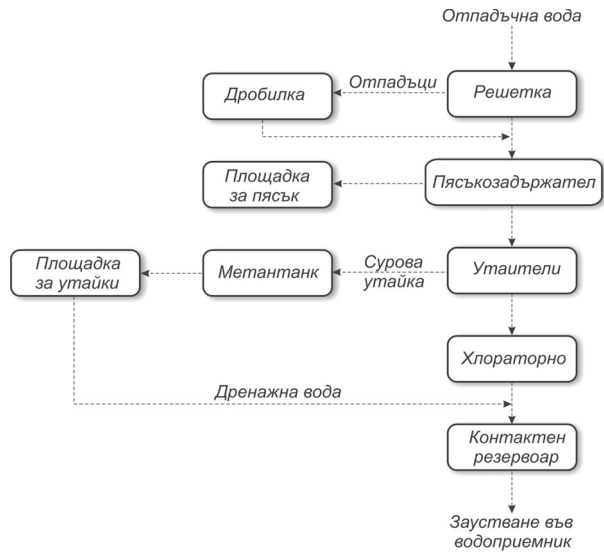 Отпадъчна вода
Дробилка
Отпадъци
Решетка
Площадка
за пясък
Пясъкозадържател
Площадка
за утайки
Метантанк
Сурова
утайка
Утаители
Хлораторно
Дренажна вода
Контактен
резервоар
Заустване във
водоприемник